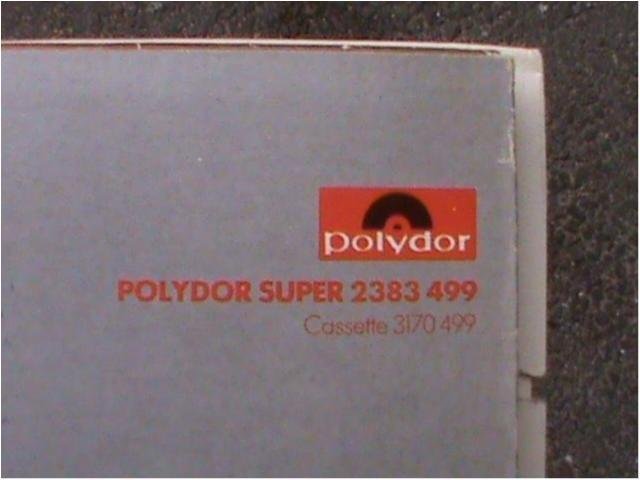 polydor
POLYDOR SUPER 2383 499
Cassette 3170 499